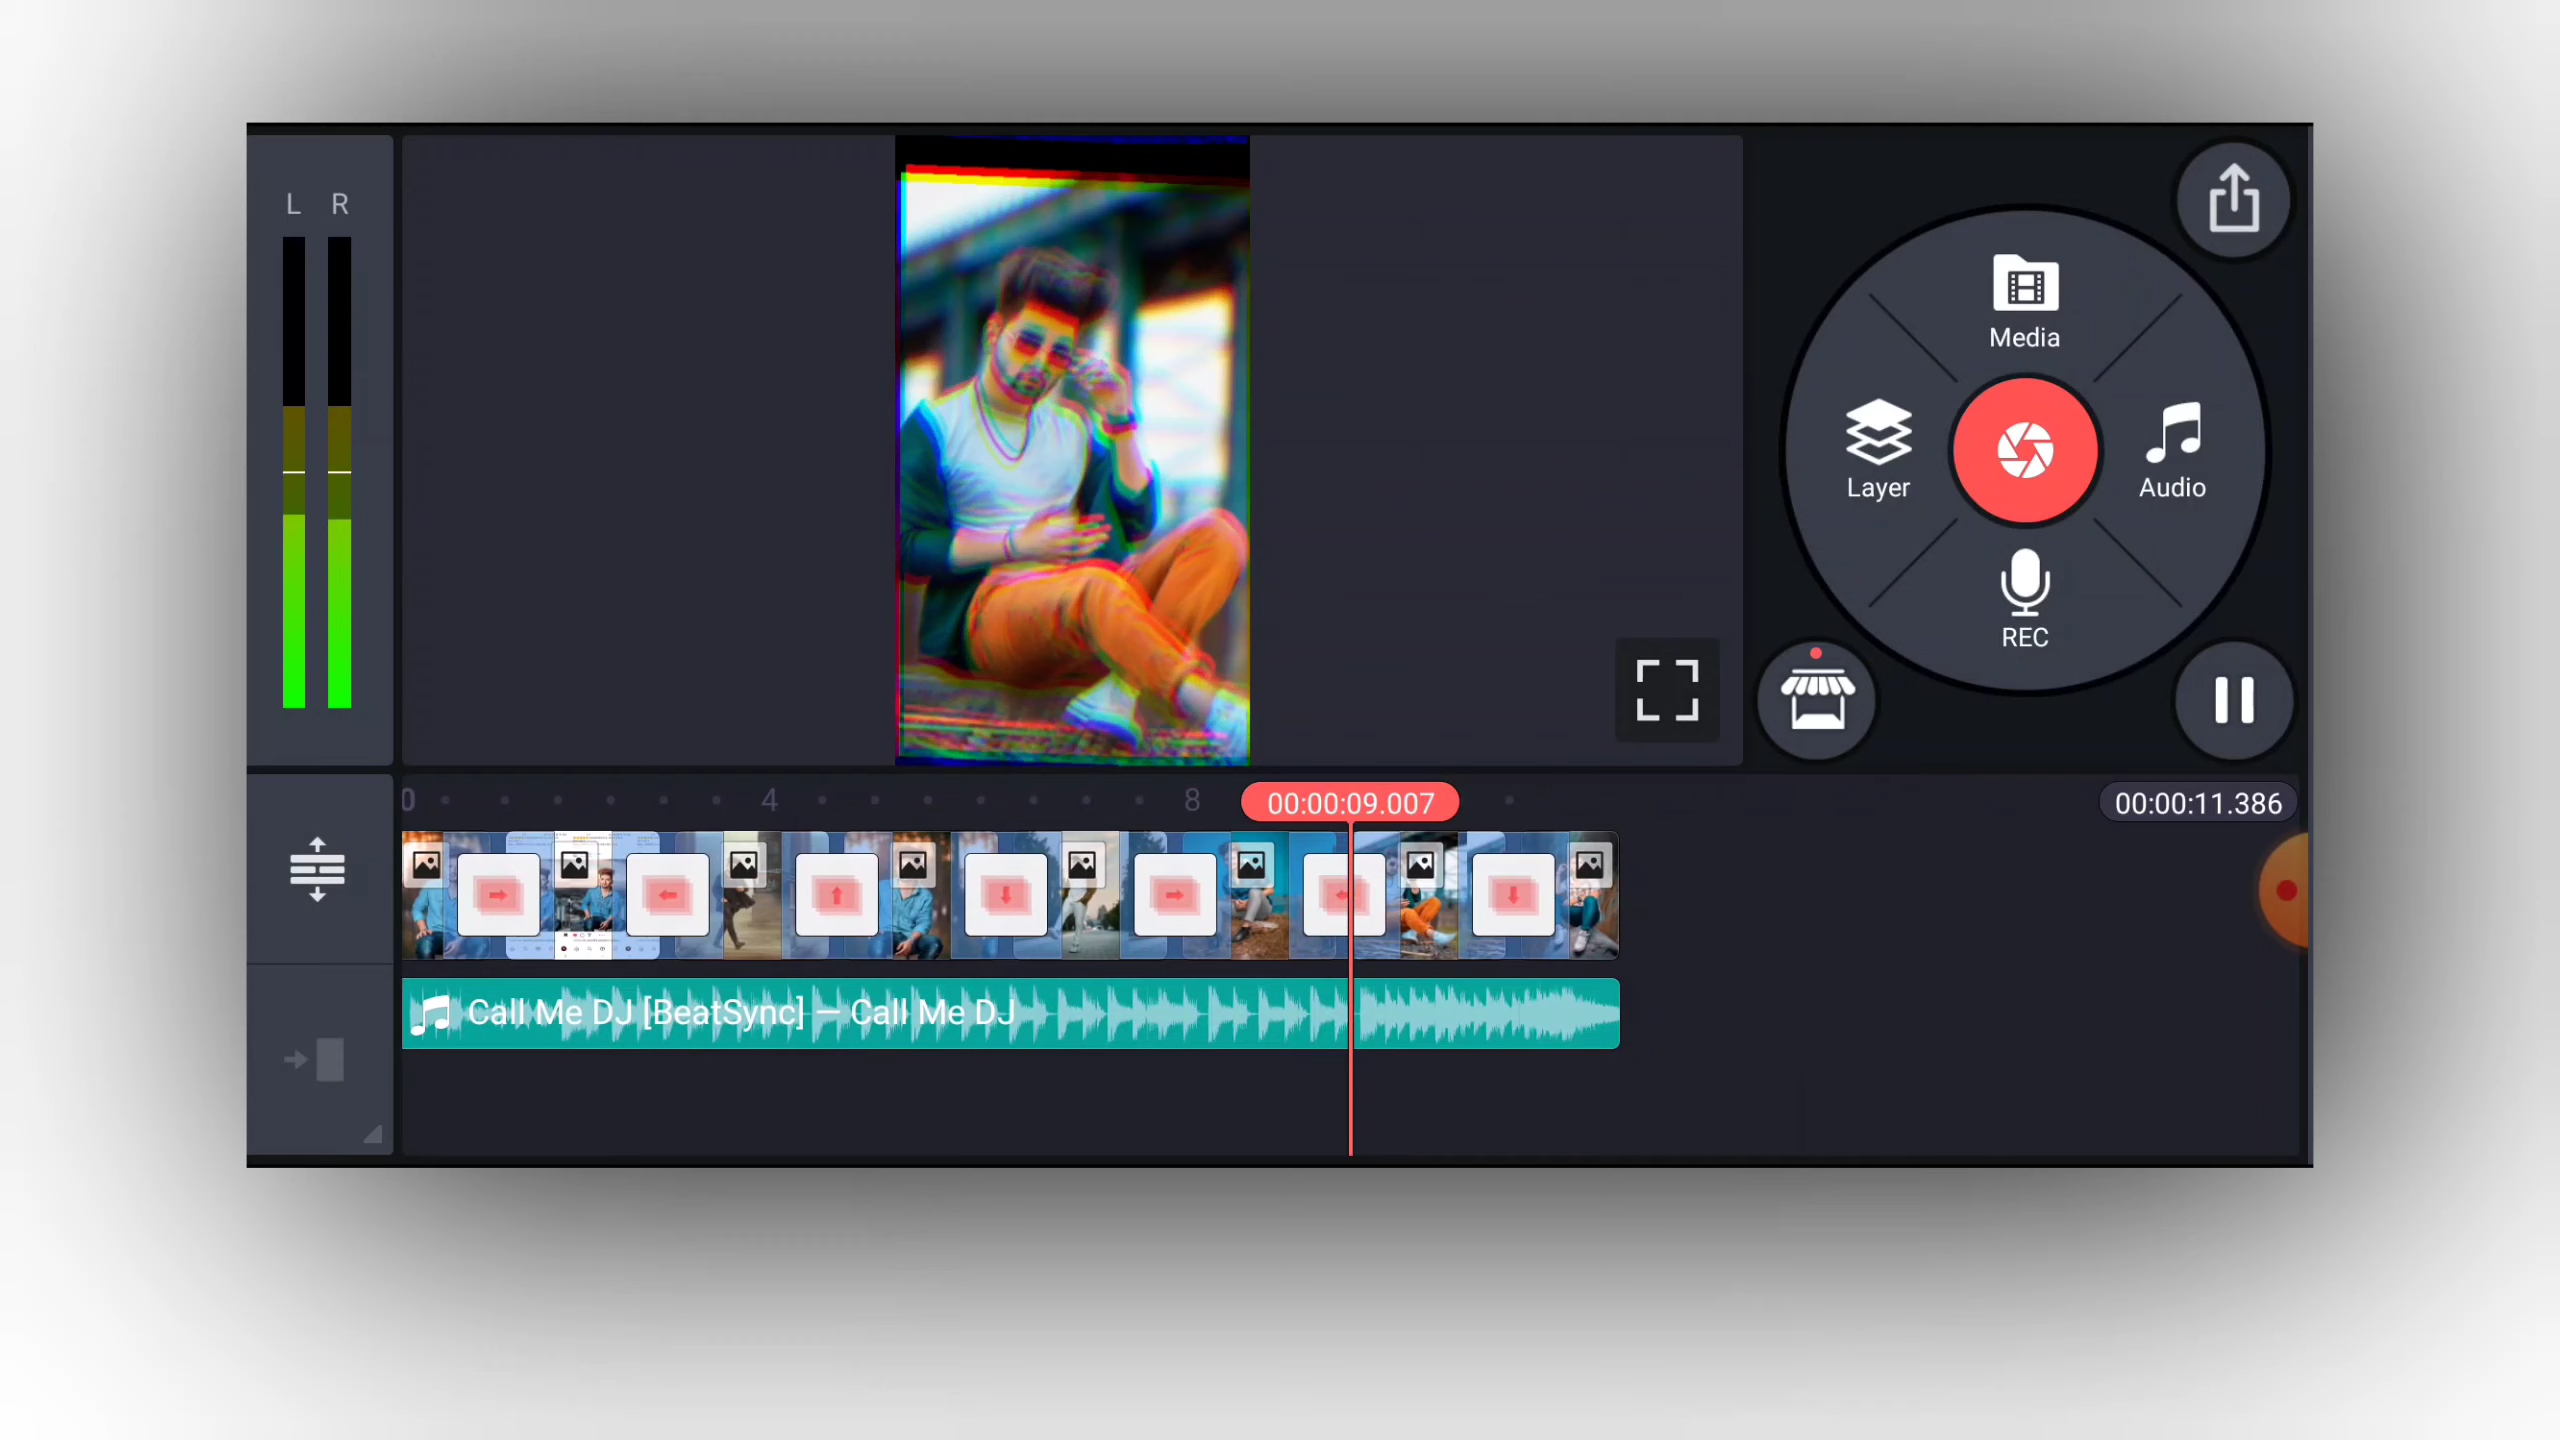 L R
Media
Layer
Audio
REC
0
4
8
00:00:09.007
00:00:11.386
Call Me DJ [BeatSync] — Call Me DJ